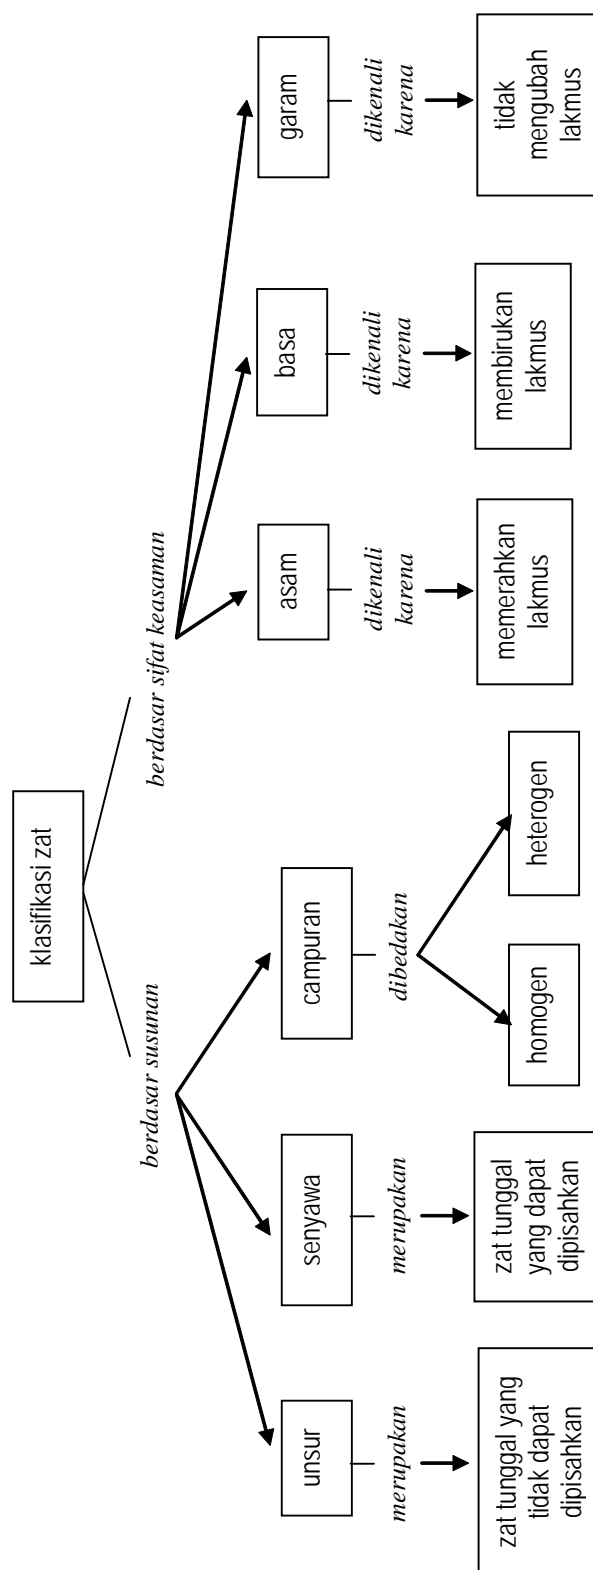 klasifikasi zat
berdasar susunan
berdasar sifat keasaman
unsur
senyawa
campuran
asam
basa
garam
merupakan
merupakan
dibedakan
dikenali
karena
dikenali
karena
dikenali
karena
zat tunggal yang
tidak dapat
dipisahkan
zat tunggal
yang dapat
dipisahkan
homogen
heterogen
memerahkan
lakmus
membirukan
lakmus
tidak
mengubah
lakmus